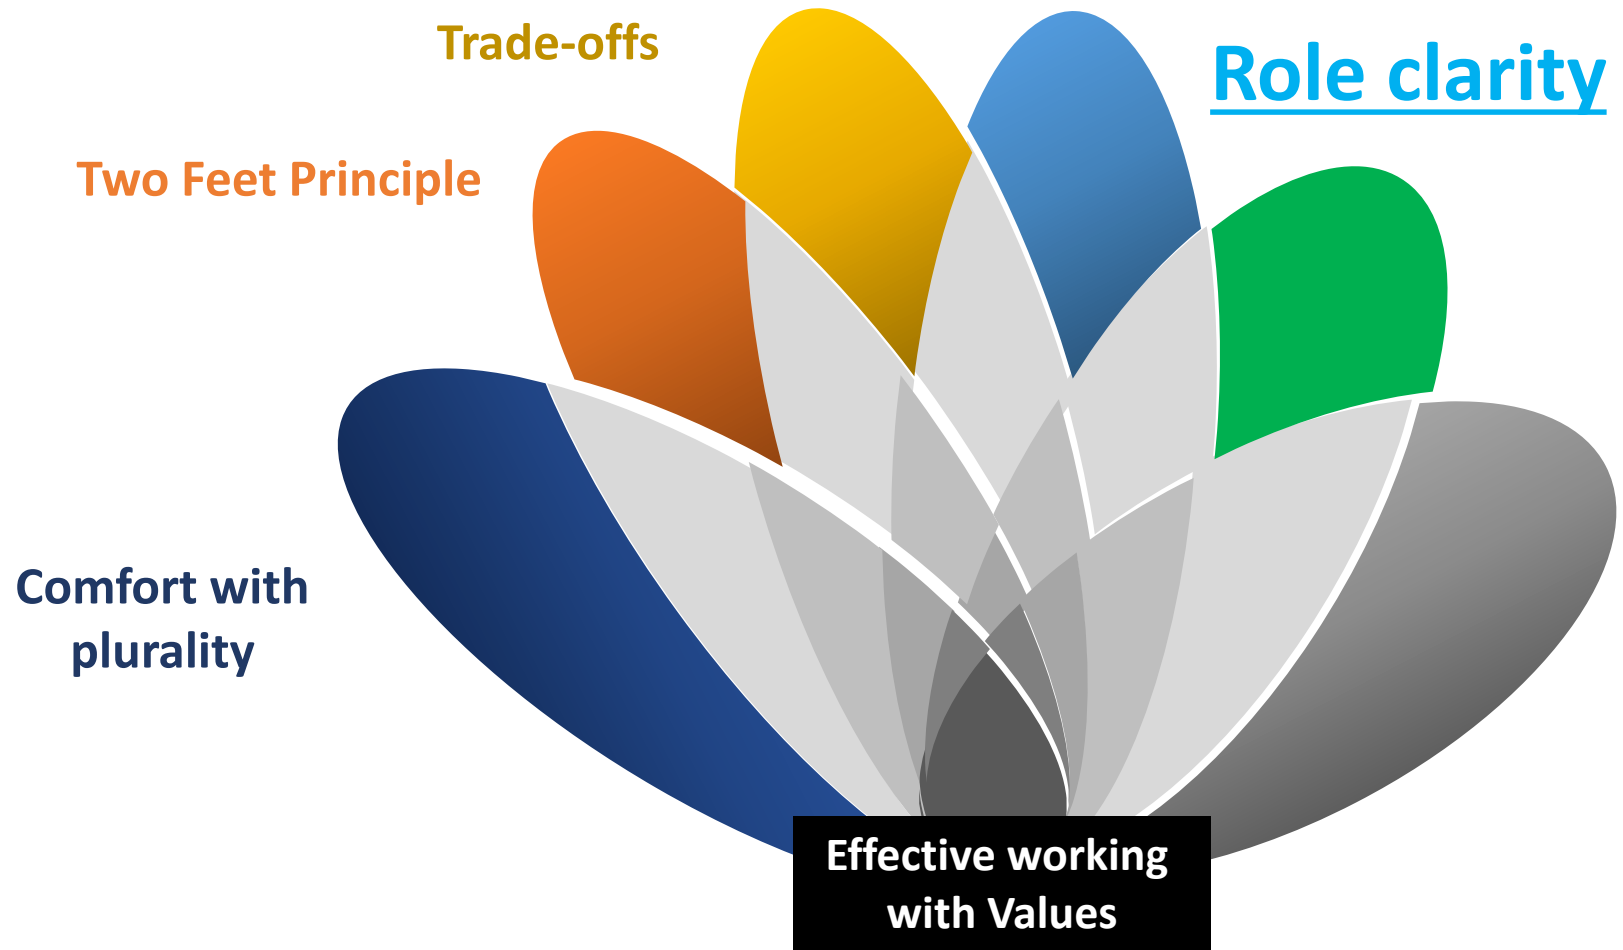 Trade-offs
Role clarity
Two Feet Principle
Comfort with
plurality
Effective working
with Values